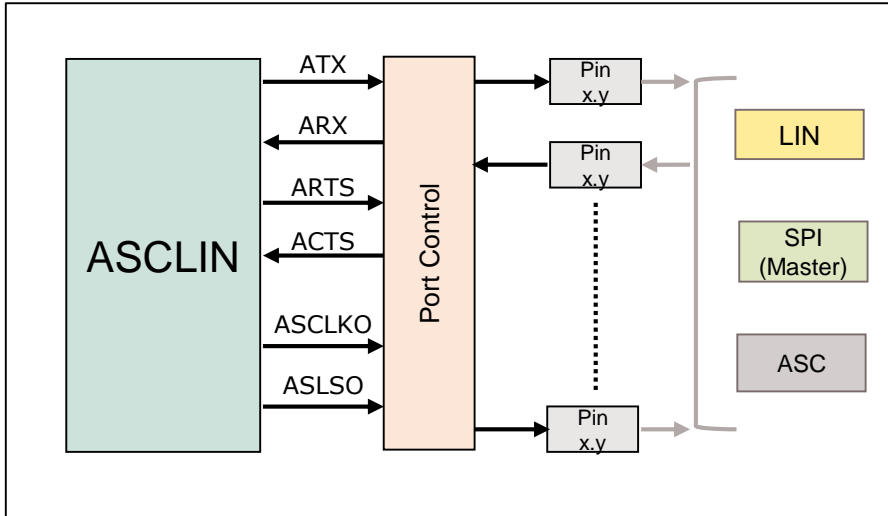 ASCLIN
ATX
ARX
ARTS
ACTS
ASCLKO
ASLSO
Port Control
Pin
x.y
Pin
x.y
Pin
x.y
LIN
SPI
(Master)
ASC